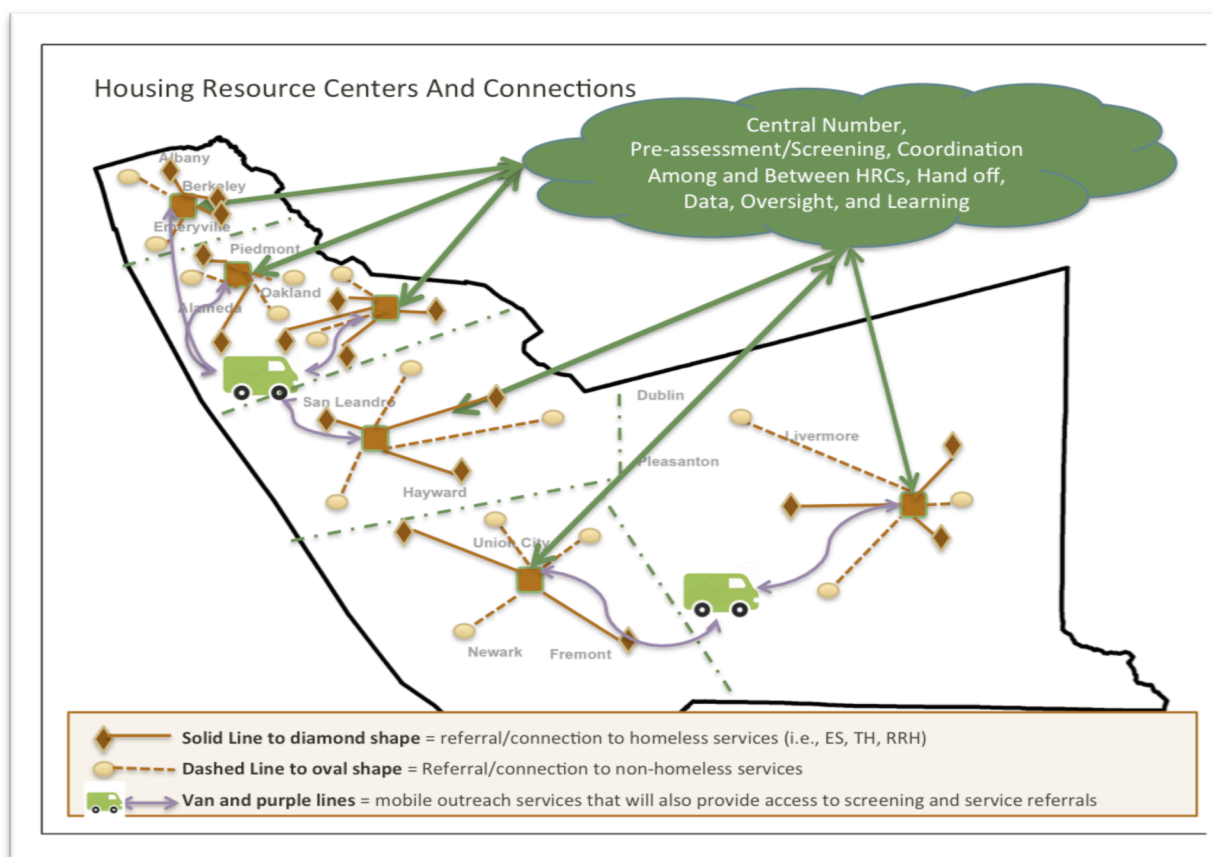 Housing Resource Centers And Connections
Central Number,
Pre-assessment/Screening, Coordination
Among and Between HRCs, Hand off,
Data, Oversight, and Learning
Albany
Berkeley
Emeryville
Piedmont
Oakland
Alameda
San Leandro
Dublin
Livermore
Pleasanton
Hayward
Union City
Newark
Fremont
Solid Line to diamond shape = referral/connection to homeless services (i.e., ES, TH, RRH)
Dashed Line to oval shape = Referral/connection to non-homeless services
Van and purple lines = mobile outreach services that will also provide access to screening and service referrals